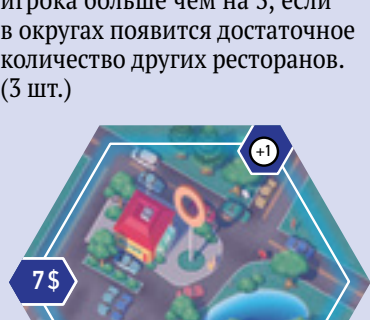 игрока больше чем на 3, если
в округах появится достаточное
количество других ресторанов.
(3 шт.)
+1
7$